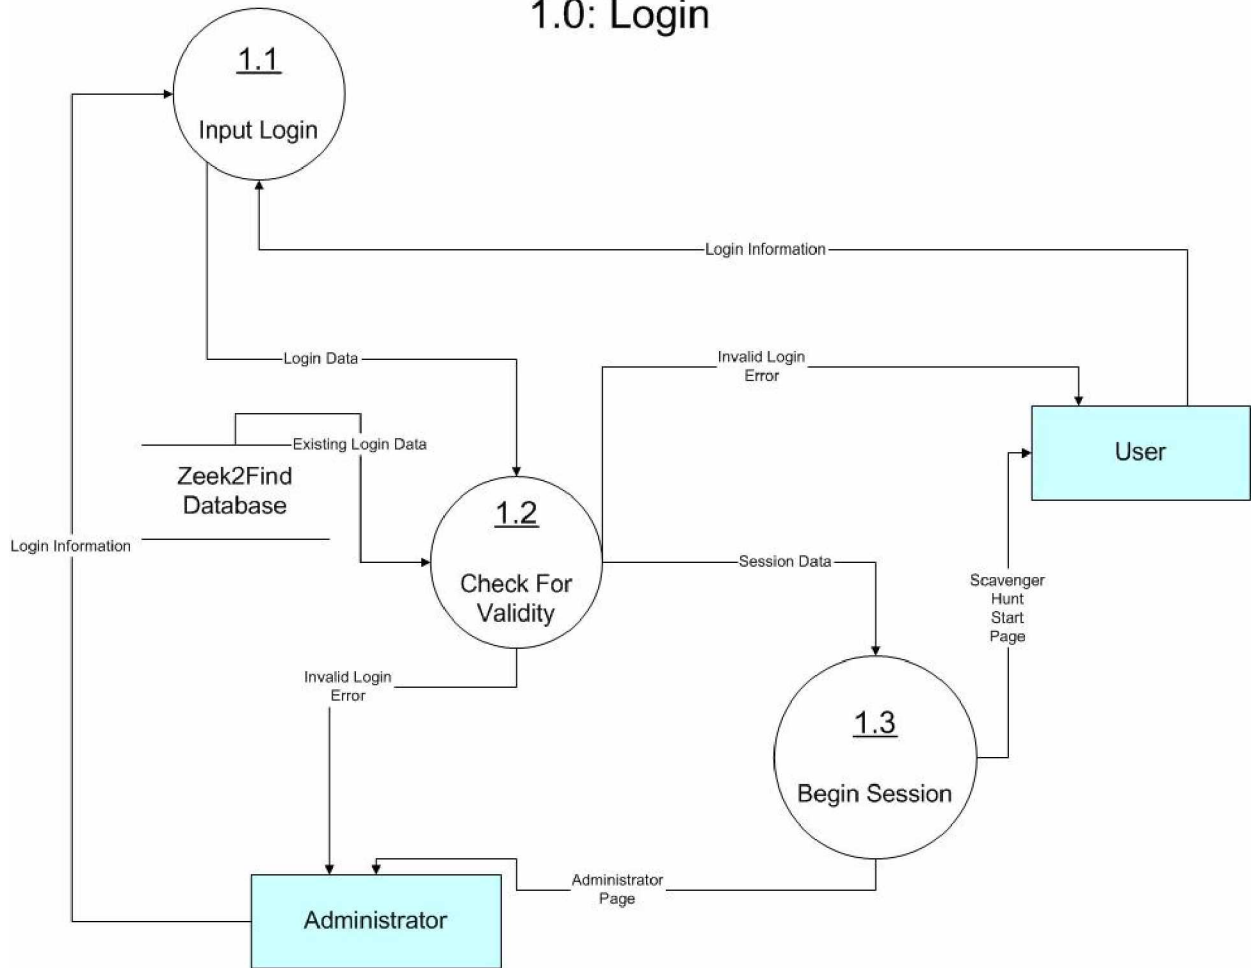 1.0: Login
1.1
Input Login
Login Information
Login Data
Invalid Login
Error
Existing Login Data
User
Zeek2Find
Database
1.2
Login Information
Check For
Validity
Session Data
Scavenger
Hunt
Start
Page
Invalid Login
Error
1.3
Begin Session
Administrator
Page
Administrator